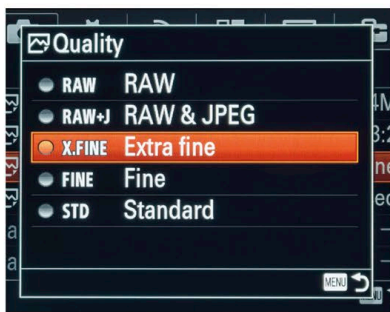 Quality
RAW RAW
RAW+J RAW & JPEG
X.FINE Extra fine
FINE Fine
STD Standard
MENU